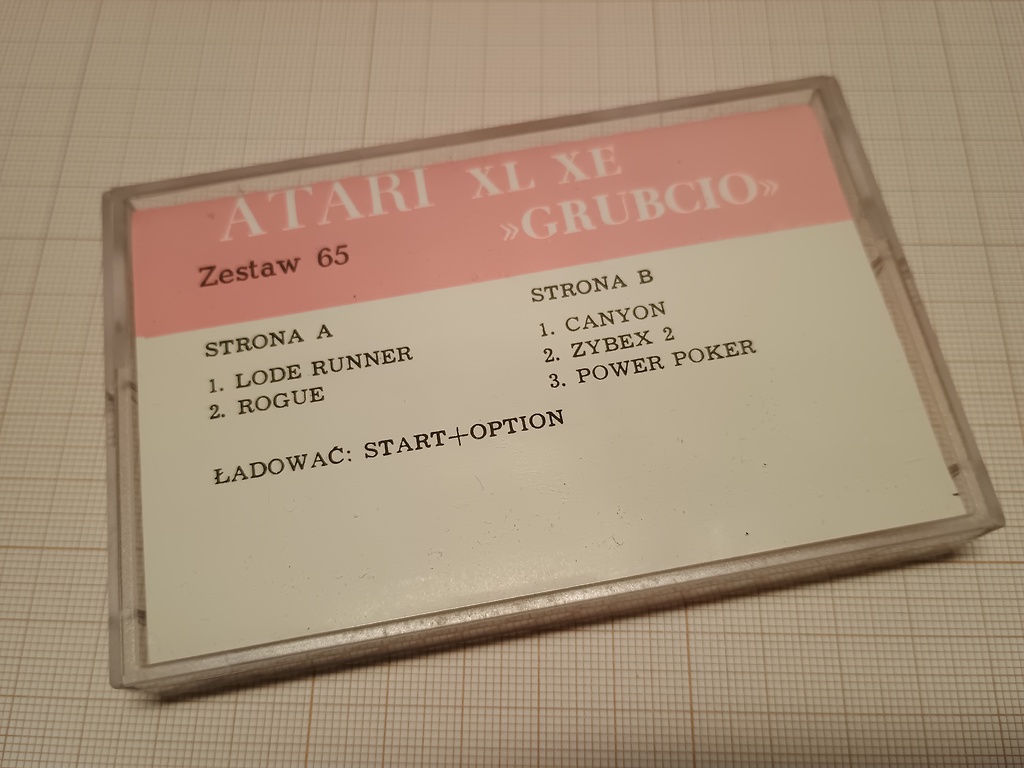 ATARI XL XE
»GRUBCIO»
Zestaw 65
STRONA A
1. LODE RUNNER
2. ROGUE
STRONA B
1. CANYON
2. ZYBEX 2
3. POWER POKER
ŁADOWAĆ: START+OPTION